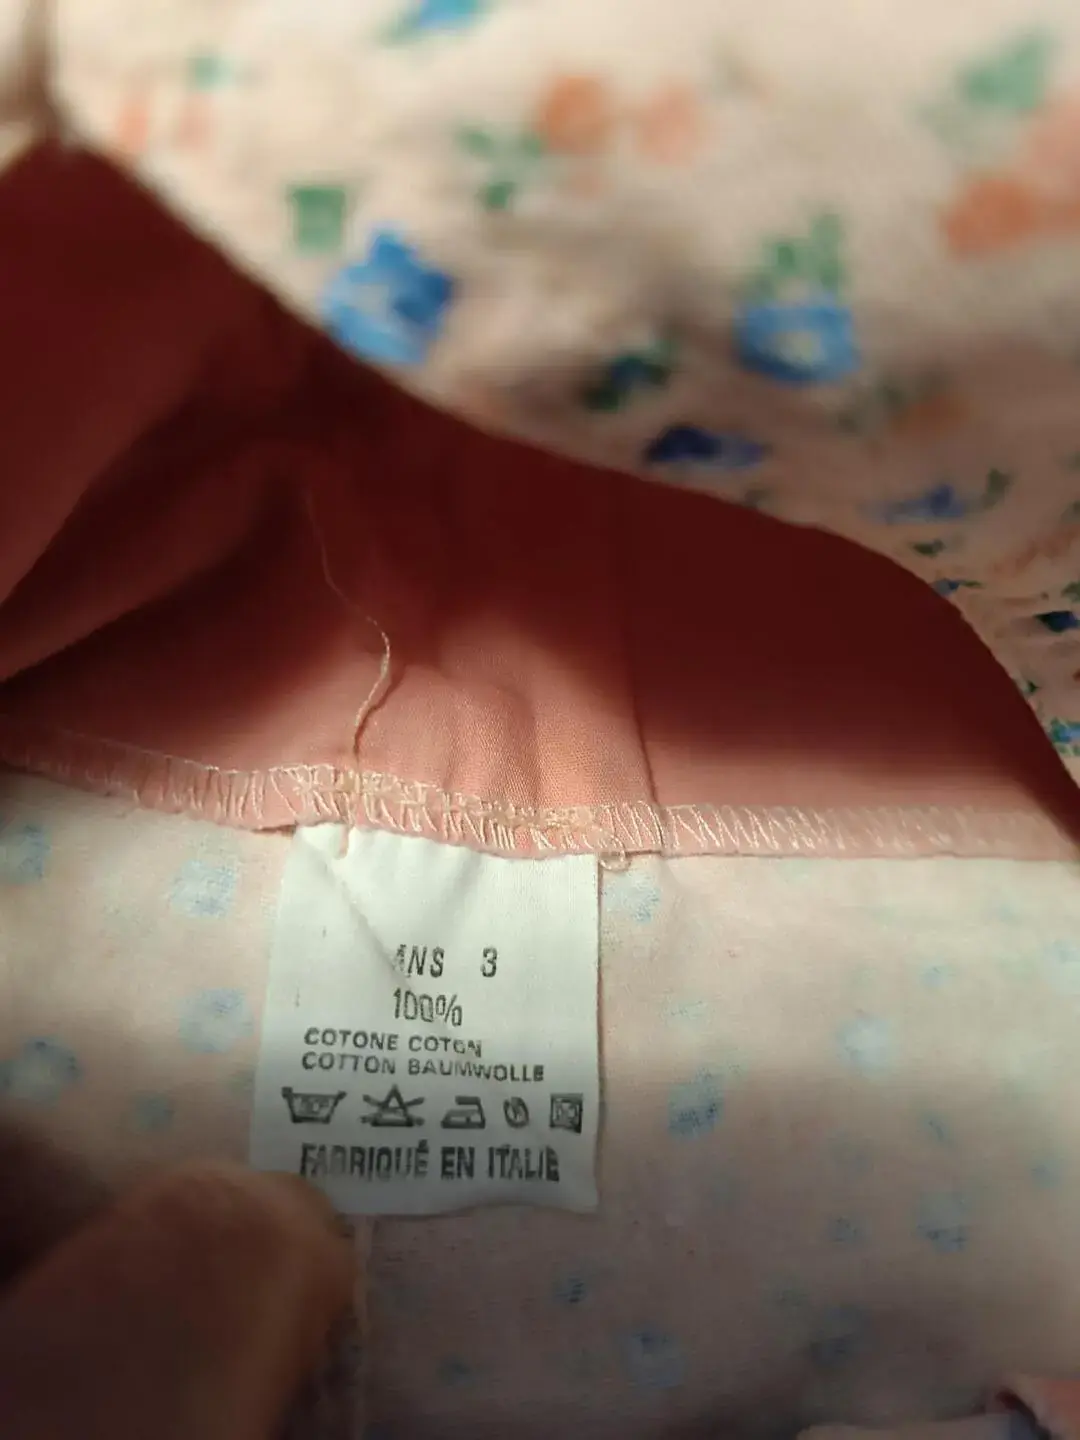 ANS 3
100%
COTONE COTON
COTTON BAUMWOLLE
FABRIQUÉ EN ITALIE